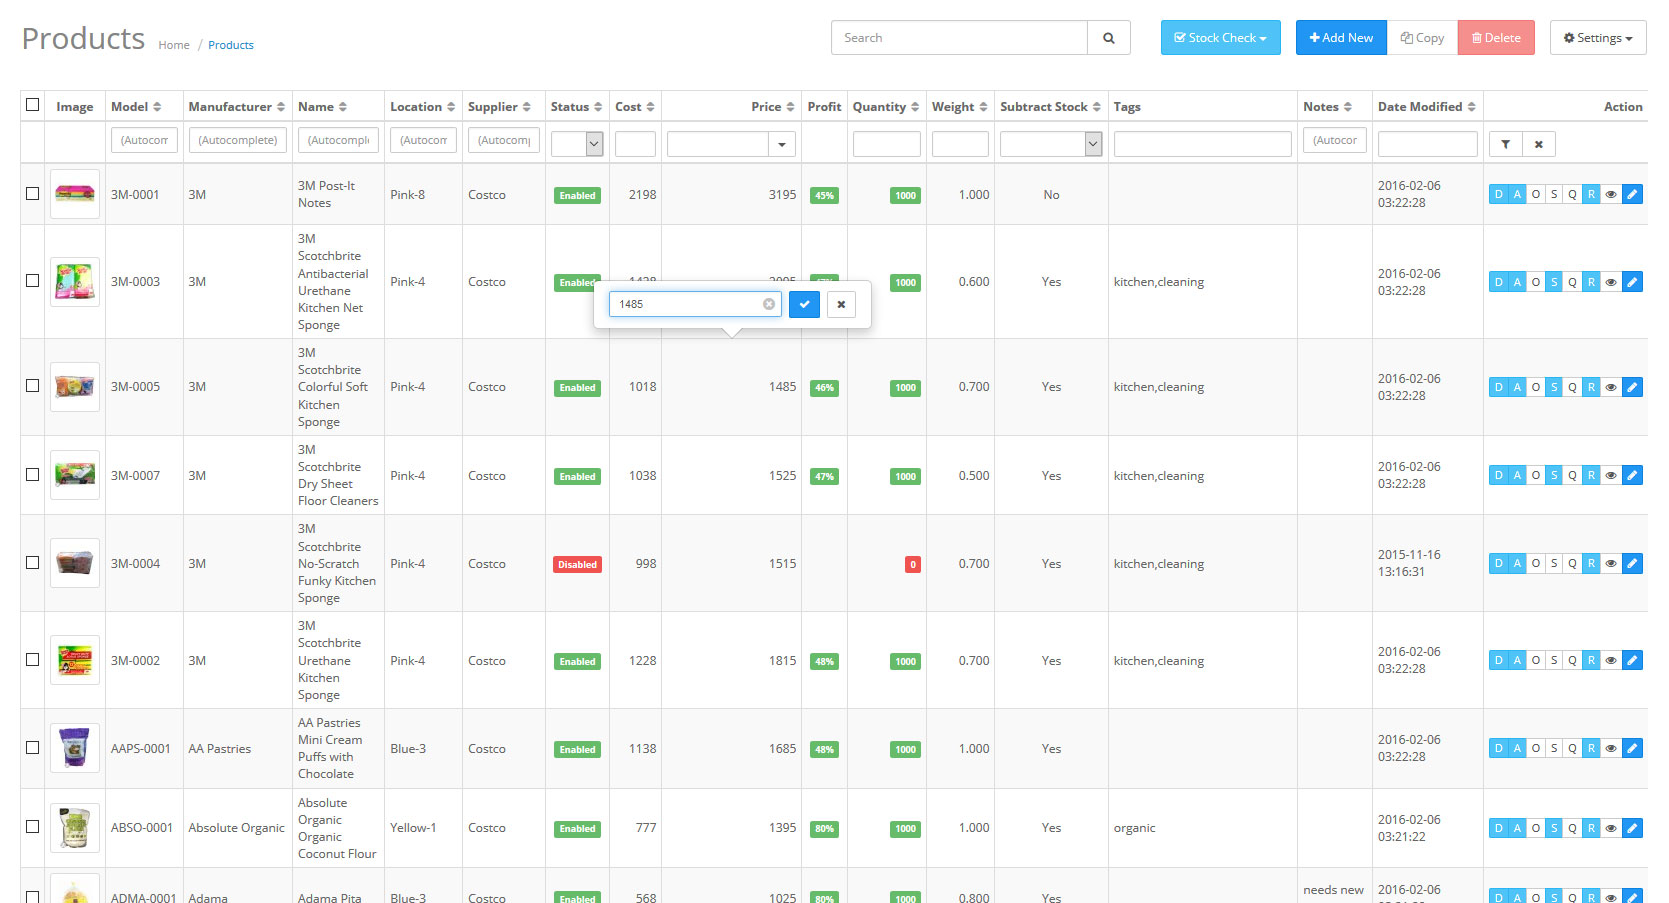 Products Home / Products Search Stock Check Add New Copy Delete Settings
Image Model Manufacturer Name Location Supplier Status Cost Price Profit Quantity Weight Subtract Stock Tags Notes Date Modified Action
(Autocom (Autocomplete) (Autocomple (Autocom (Autocomp (Autocor
3M-0001 3M 3M Post-It Pink-8 Costco Enabled 2198 3195 45% 1000 1.000 No 2016-02-06 D A O S Q R
Notes 03:22:28
3M
Scotchbrite
3M-0003 3M Antibacterial Pink-4 Costco Enabled 1000 0.600 Yes kitchen,cleaning 2016-02-06 D A O S Q R
Urethane 03:22:28
Kitchen Net
Sponge
1485
3M
Scotchbrite
3M-0005 3M Colorful Soft Pink-4 Costco Enabled 1018 1485 46% 1000 0.700 Yes kitchen,cleaning 2016-02-06 D A O S Q R
Kitchen 03:22:28
Sponge
3M
Scotchbrite
3M-0007 3M Dry Sheet Pink-4 Costco Enabled 1038 1525 47% 1000 0.500 Yes kitchen,cleaning 2016-02-06 D A O S Q R
Floor Cleaners 03:22:28
3M
Scotchbrite
3M-0004 3M No-Scratch Pink-4 Costco Disabled 998 1515 0 0.700 Yes kitchen,cleaning 2015-11-16 D A O S Q R
Funky Kitchen 13:16:31
Sponge
3M
Scotchbrite
3M-0002 3M Urethane Pink-4 Costco Enabled 1228 1815 48% 1000 0.700 Yes kitchen,cleaning 2016-02-06 D A O S Q R
Kitchen 03:22:28
Sponge
AA Pastries
AAPS-0001 AA Pastries Mini Cream Blue-3 Costco Enabled 1138 1685 48% 1000 1.000 Yes 2016-02-06 D A O S Q R
Puffs with 03:22:28
Chocolate
Absolute
ABSO-0001 Absolute Organic Organic Yellow-1 Costco Enabled 777 1395 80% 1000 1.000 Yes organic 2016-02-06 D A O S Q R
Organic 03:21:22
Coconut Flour
needs new 2016-02-06
ADMA-0001 Adama Adama Pita Blue-3 Costco Enabled 568 1025 80% 1000 0.800 Yes D A O S Q R